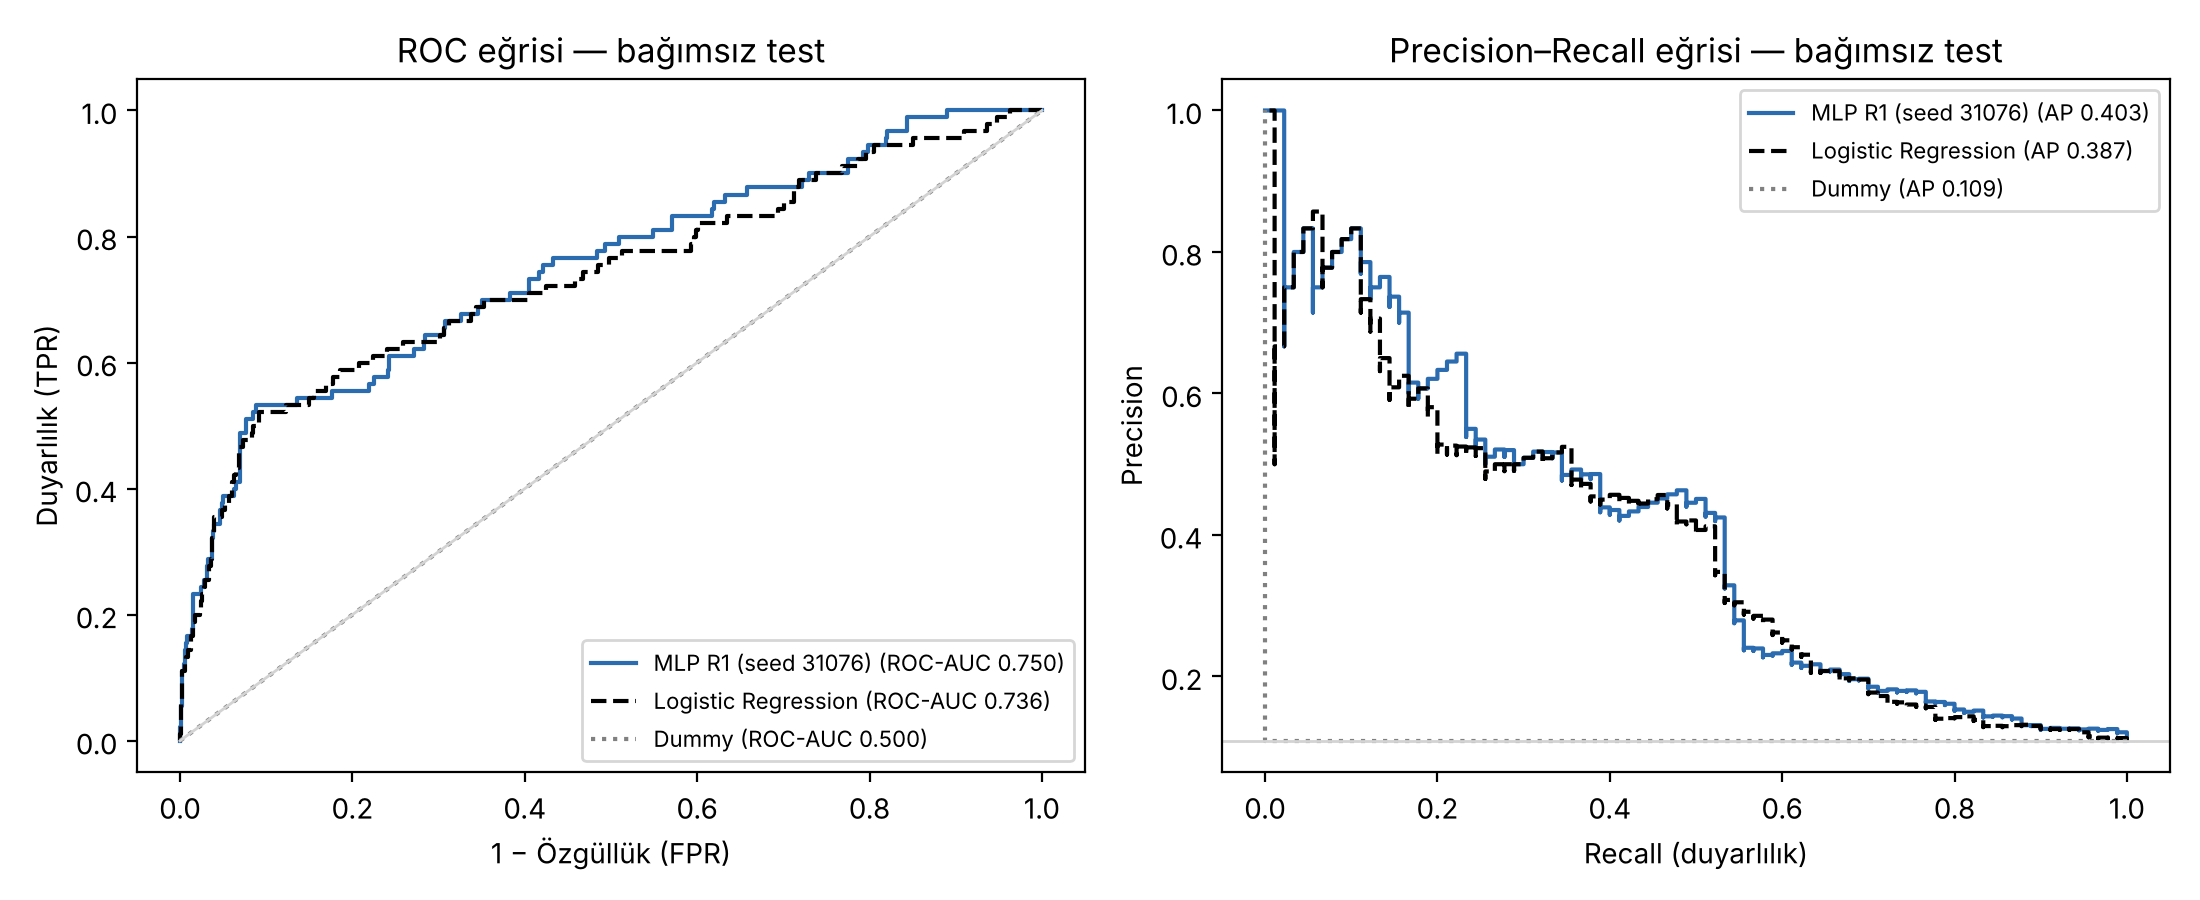 ROC eğrisi — bağımsız test
Duyarlılık (TPR)
1.0
0.8
0.6
0.4
0.2
0.0
MLP R1 (seed 31076) (ROC-AUC 0.750)
Logistic Regression (ROC-AUC 0.736)
Dummy (ROC-AUC 0.500)
0.0 0.2 0.4 0.6 0.8 1.0
1 − Özgüllük (FPR)
Precision–Recall eğrisi — bağımsız test
Precision
1.0
0.8
0.6
0.4
0.2
MLP R1 (seed 31076) (AP 0.403)
Logistic Regression (AP 0.387)
Dummy (AP 0.109)
0.0 0.2 0.4 0.6 0.8 1.0
Recall (duyarlılık)